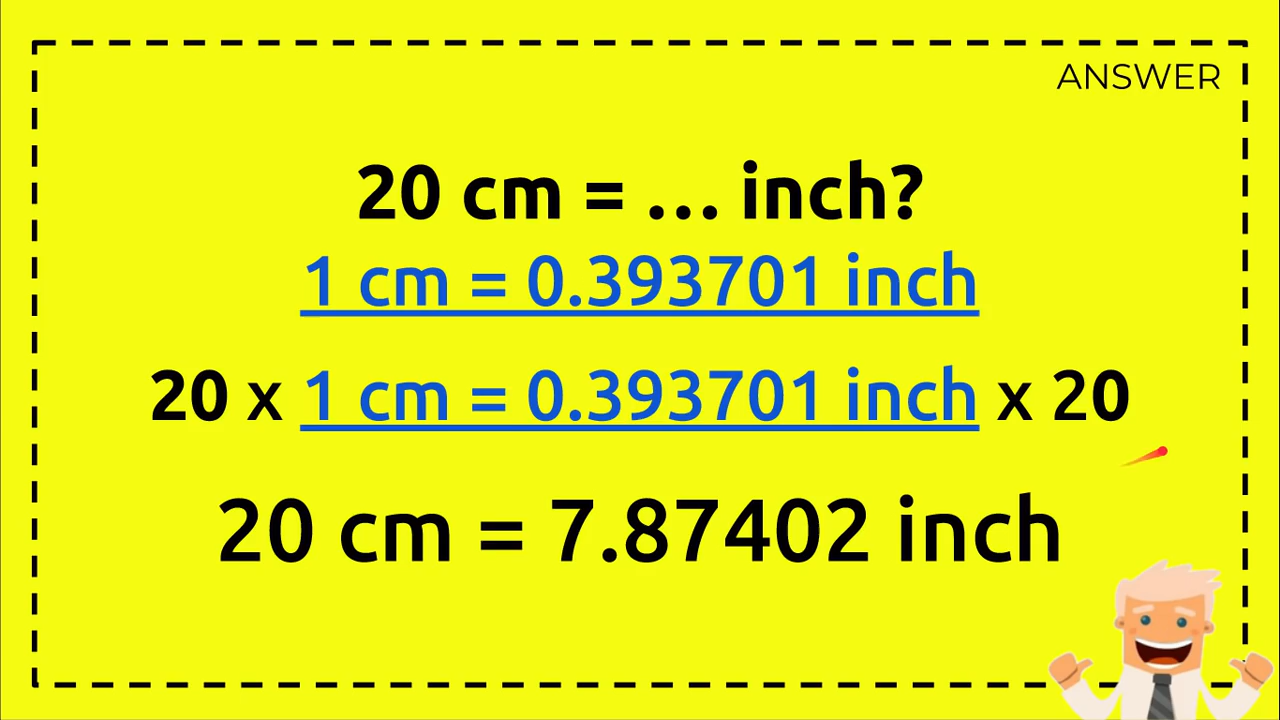 ANSWER
20 cm = ... inch?
1 cm = 0.393701 inch
20 x 1 cm = 0.393701 inch x 20
20 cm = 7.87402 inch